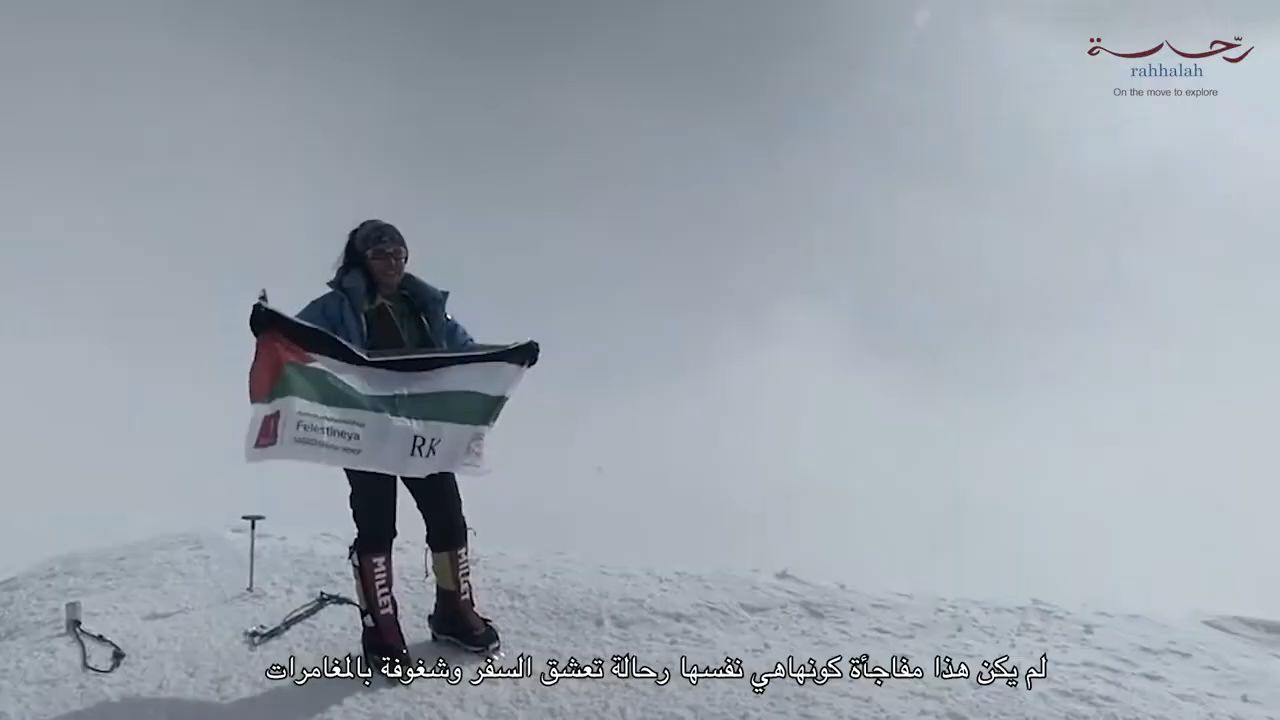 رحّالة
rahhalah
On the move to explore
Felestineya
RK
MILLET
MILLET
لم يكن هذا مفاجأة كونهاهي نفسها رحالة تعشق السفر وشغوفة بالمغامرات